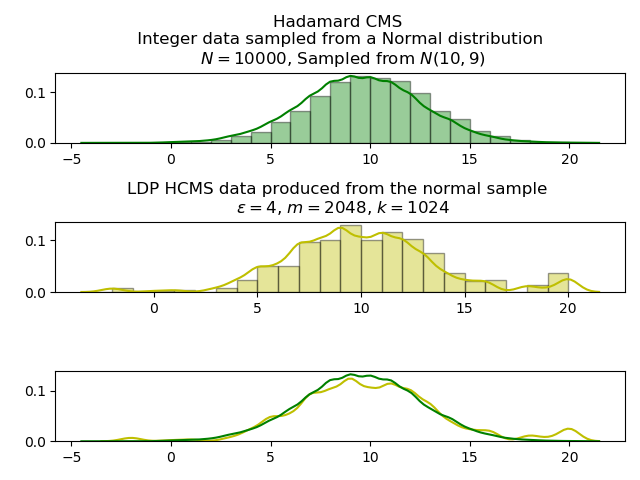 Hadamard CMS
Integer data sampled from a Normal distribution
N = 10000, Sampled from N(10, 9)
0.1
0.0
−5 0 5 10 15 20
LDP HCMS data produced from the normal sample
ϵ = 4, m = 2048, k = 1024
0.1
0.0
0 5 10 15 20
0.1
0.0
−5 0 5 10 15 20